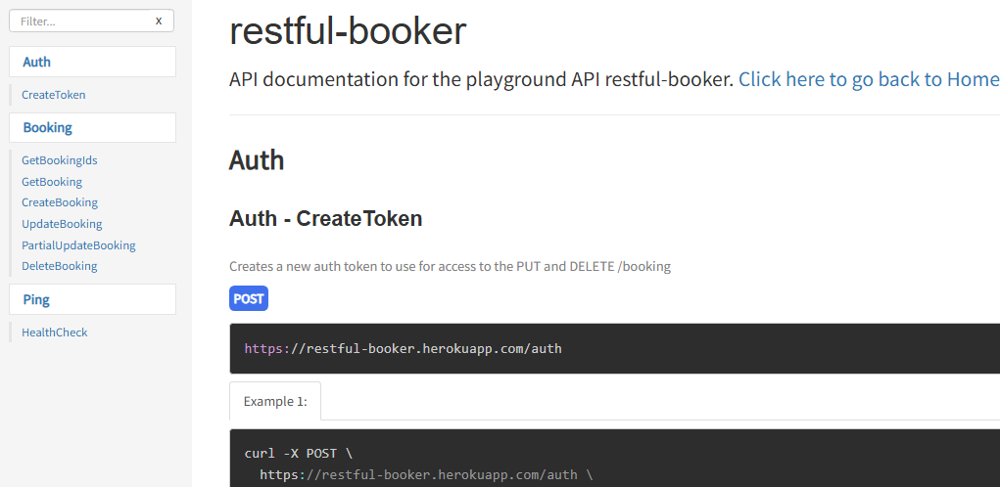 Filter...
X
Auth
CreateToken
Booking
GetBookingIds
GetBooking
CreateBooking
UpdateBooking
PartialUpdateBooking
DeleteBooking
Ping
HealthCheck
restful-booker
API documentation for the playground API restful-booker. Click here to go back to Home
Auth
Auth - CreateToken
Creates a new auth token to use for access to the PUT and DELETE /booking
POST
https://restful-booker.herokuapp.com/auth
Example 1:
curl -X POST \
https://restful-booker.herokuapp.com/auth \